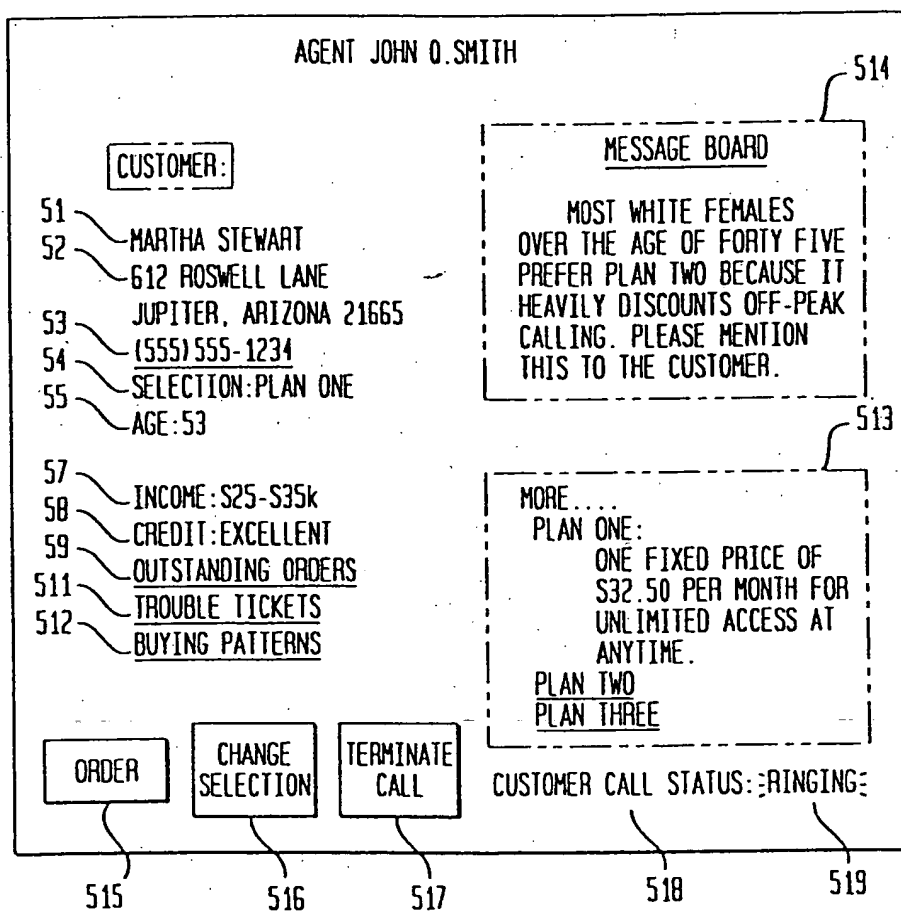 AGENT JOHN Q.SMITH
514
CUSTOMER:
51
MARTHA STEWART
52
612 ROSWELL LANE
JUPITER, ARIZONA 21665
53
(555)555-1234
54
SELECTION:PLAN ONE
55
AGE:53
57
INCOME:S25-S35k
58
CREDIT:EXCELLENT
59
OUTSTANDING ORDERS
511
TROUBLE TICKETS
512
BUYING PATTERNS
MESSAGE BOARD
MOST WHITE FEMALES
OVER THE AGE OF FORTY FIVE
PREFER PLAN TWO BECAUSE IT
HEAVILY DISCOUNTS OFF-PEAK
CALLING. PLEASE MENTION
THIS TO THE CUSTOMER.
513
MORE....
PLAN ONE:
ONE FIXED PRICE OF
S32.50 PER MONTH FOR
UNLIMITED ACCESS AT
ANYTIME.
PLAN TWO
PLAN THREE
ORDER
CHANGE
SELECTION
TERMINATE
CALL
CUSTOMER CALL STATUS: RINGING
515
516
517
518
519